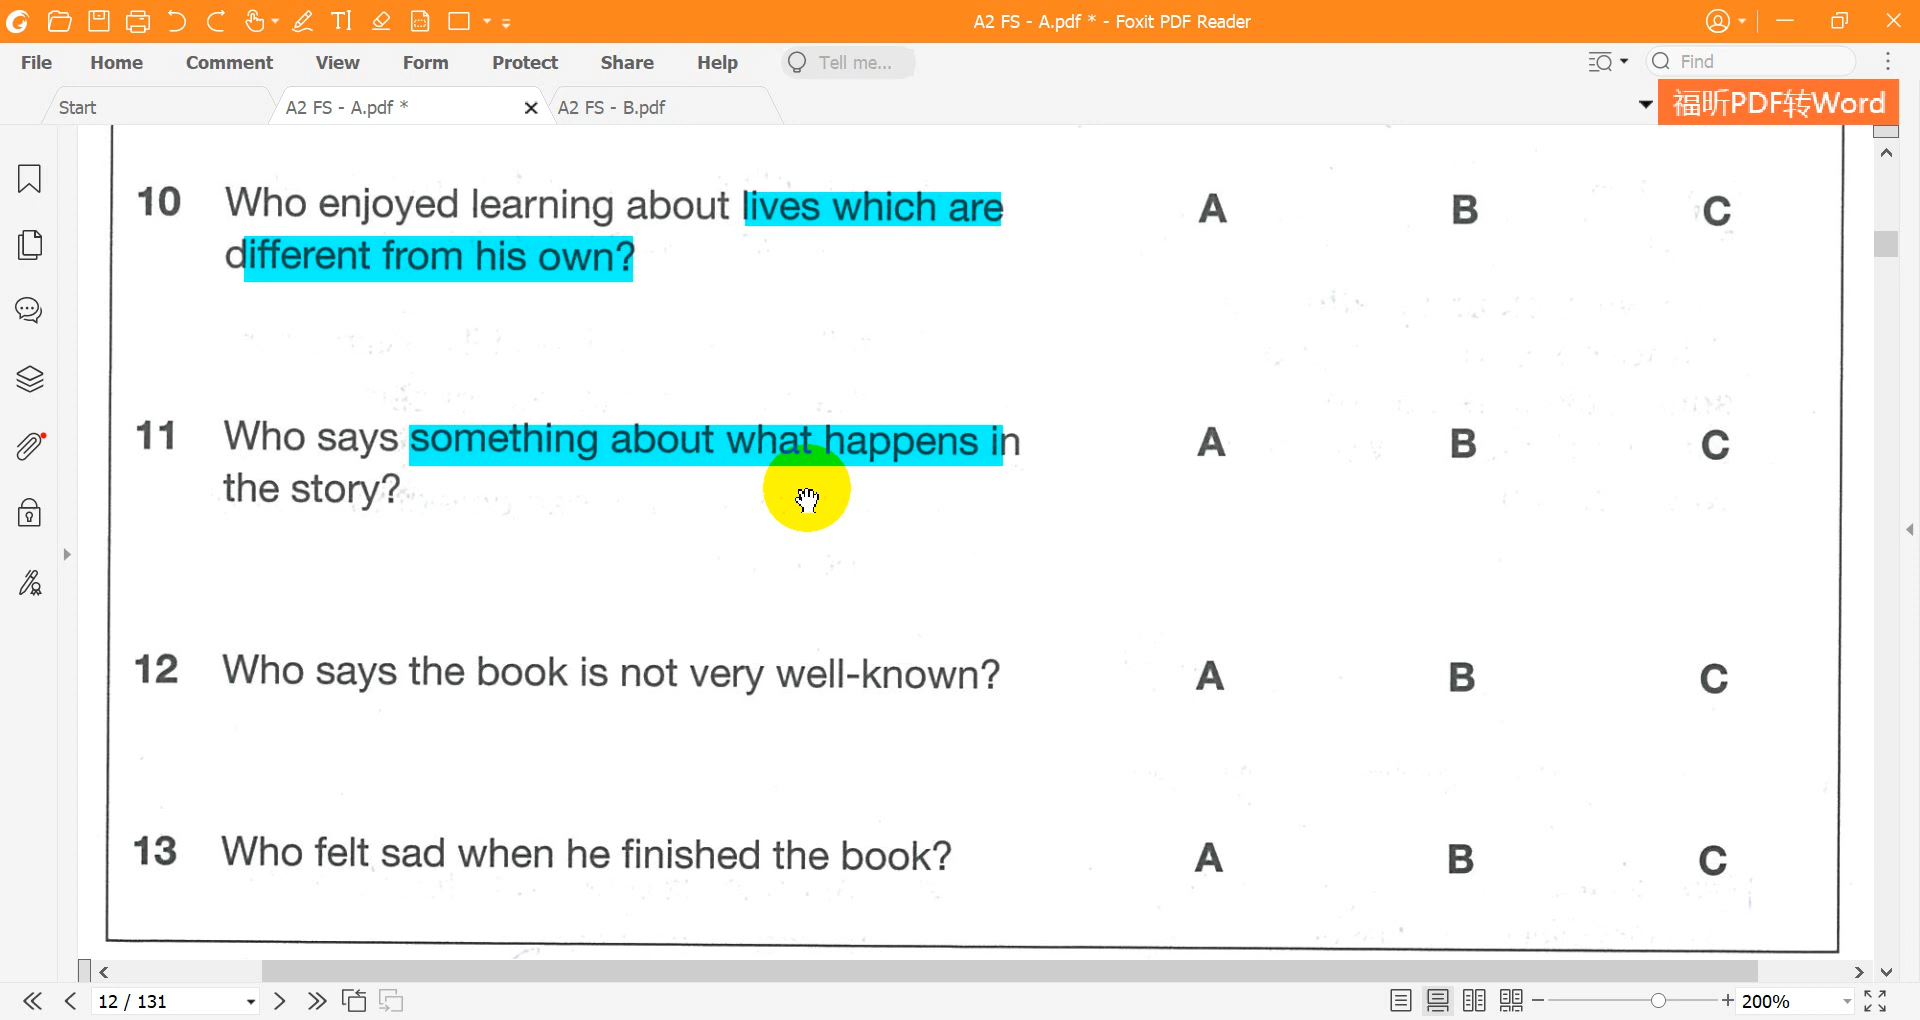 A2 FS - A.pdf * - Foxit PDF Reader
File Home Comment View Form Protect Share Help Tell me... Find
Start A2 FS - A.pdf * A2 FS - B.pdf 福昕PDF转Word
10 Who enjoyed learning about lives which are A B C
different from his own?
11 Who says something about what happens in A B C
the story?
12 Who says the book is not very well-known? A B C
13 Who felt sad when he finished the book? A B C
12 / 131 200%